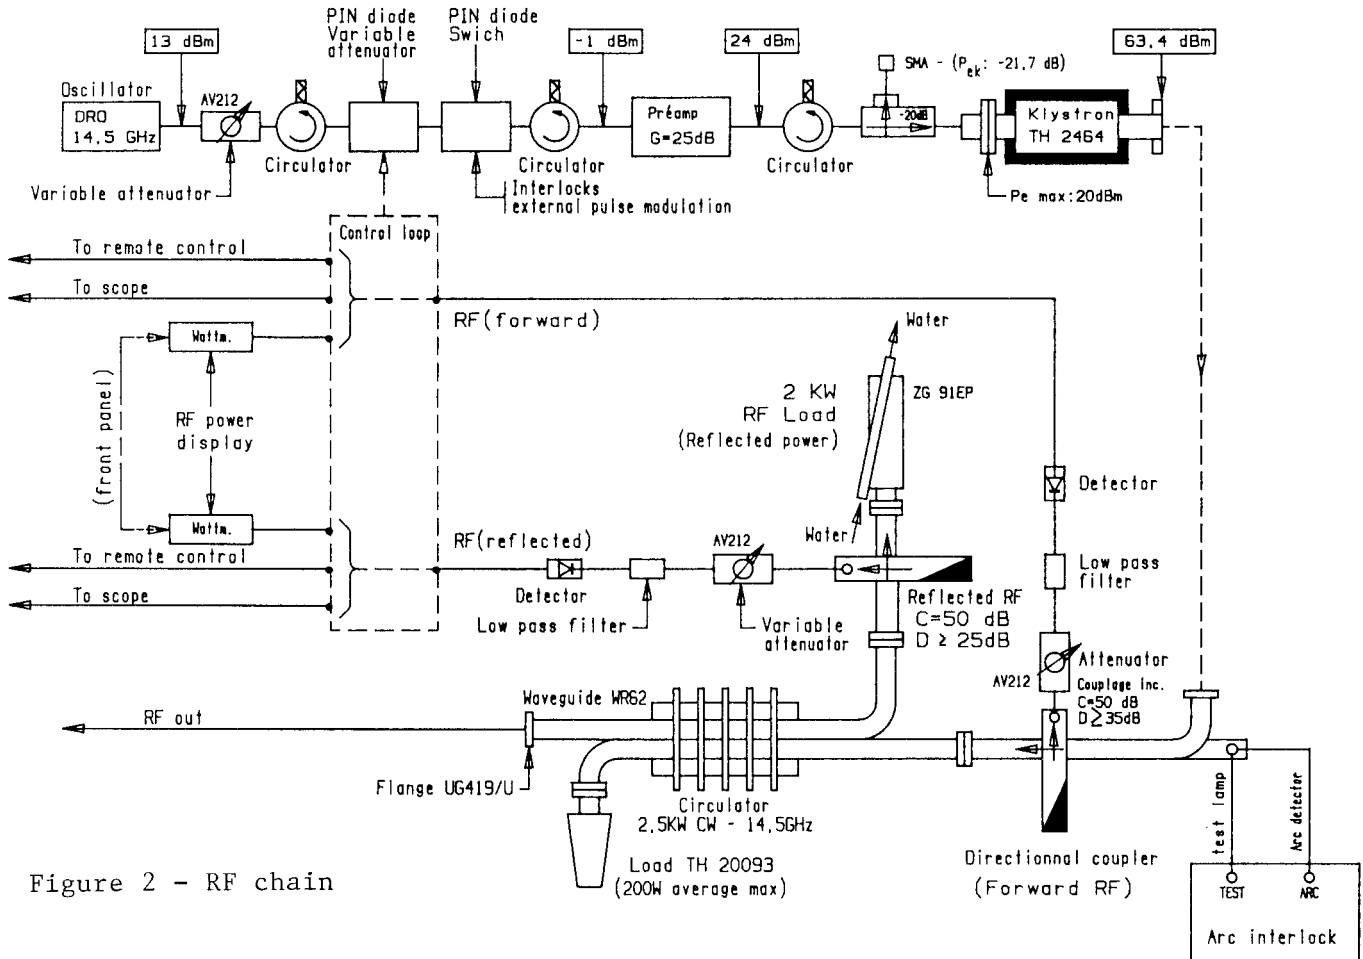 PIN diode
Variable
attenuator
PIN diode
Swich
13 dBm
-1 dBm
24 dBm
63,4 dBm
SMA - (Pek: -21,7 dB)
Oscillator
DRO
14,5 GHz
AV212
Circulator
Circulator
Préamp
G=25dB
Circulator
-20dB
Klystron
TH 2464
Variable attenuator
Interlocks
external pulse modulation
Pe max:20dBm
To remote control
Control loop
To scope
RF(forward)
Wattm.
(front panel)
RF power
display
Wattm.
Water
2 KW
RF Load
(Reflected power)
ZG 91EP
Detector
Water
To remote control
To scope
RF(reflected)
Detector
Low pass filter
AV212
Variable
attenuator
Reflected RF
C=50 dB
D ≥ 25dB
Low pass
filter
Attenuator
AV212
Couplage inc.
C=50 dB
D ≥ 35dB
Waveguide WR62
RF out
Flange UG419/U
Circulator
2,5KW CW - 14,5GHz
Load TH 20093
(200W average max)
Directionnal coupler
(Forward RF)
test lamp
Arc detector
TEST
ARC
Arc interlock
Figure 2 - RF chain